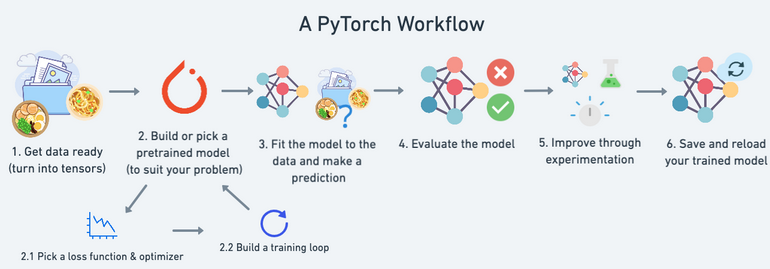 A PyTorch Workflow
1. Get data ready
(turn into tensors)
2. Build or pick a
pretrained model
(to suit your problem)
3. Fit the model to the
data and make a
prediction
4. Evaluate the model
5. Improve through
experimentation
6. Save and reload
your trained model
2.1 Pick a loss function & optimizer
2.2 Build a training loop